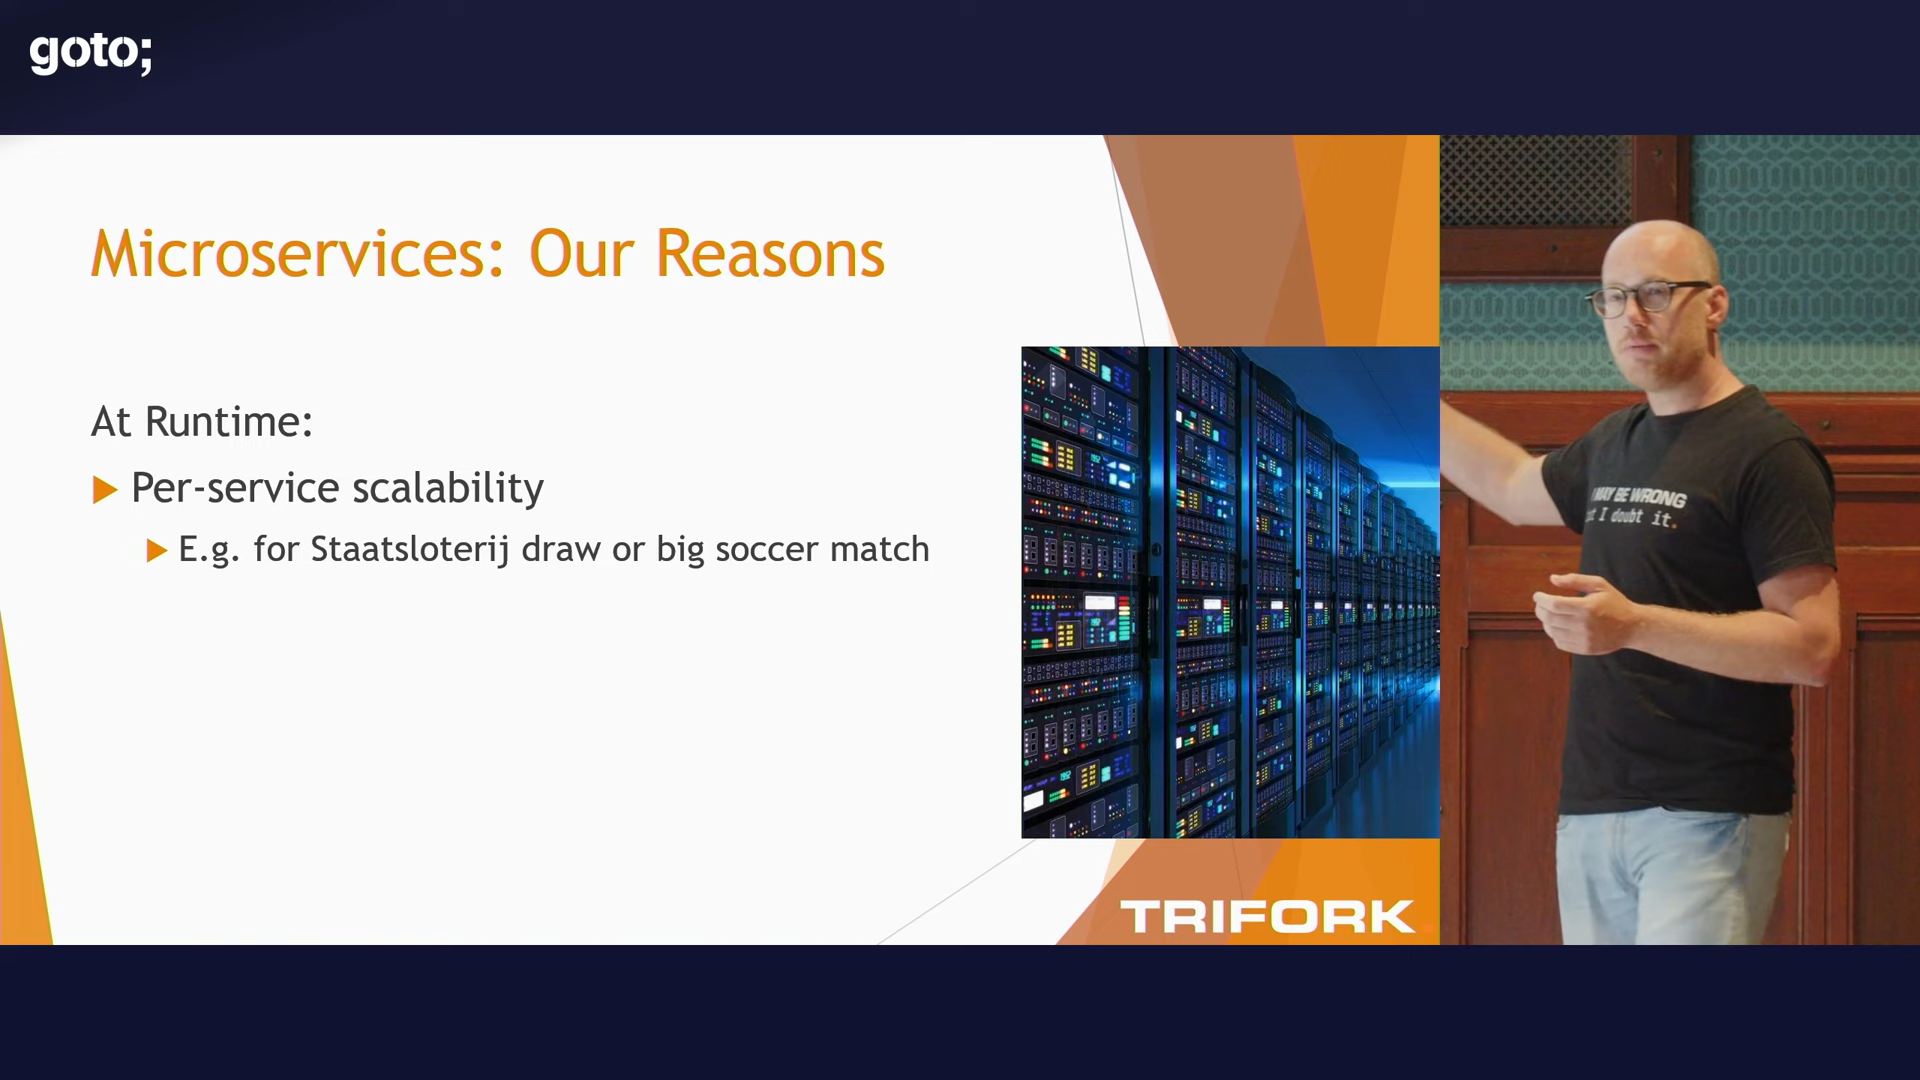 goto;
Microservices: Our Reasons
At Runtime:
Per-service scalability
E.g. for Staatsloterij draw or big soccer match
MAY BE WRONG
I doubt it.
TRIFORK.